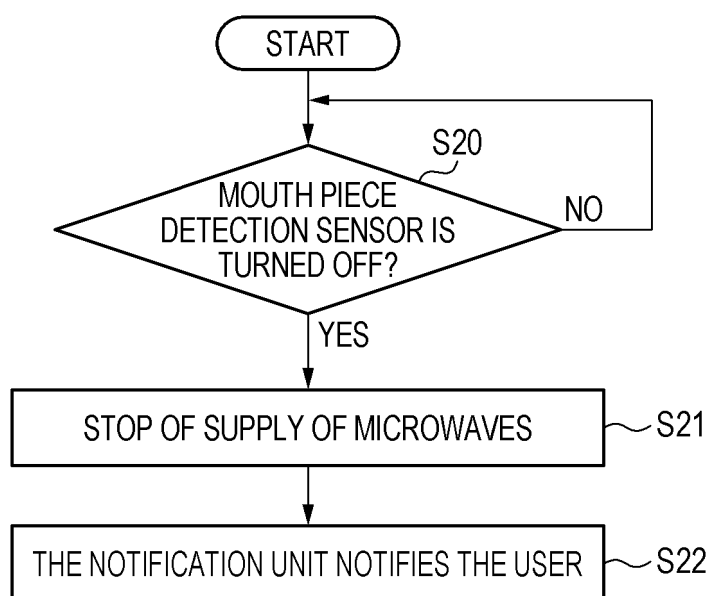 START
S20
MOUTH PIECE
DETECTION SENSOR IS
TURNED OFF?
NO
YES
STOP OF SUPPLY OF MICROWAVES
S21
THE NOTIFICATION UNIT NOTIFIES THE USER
S22